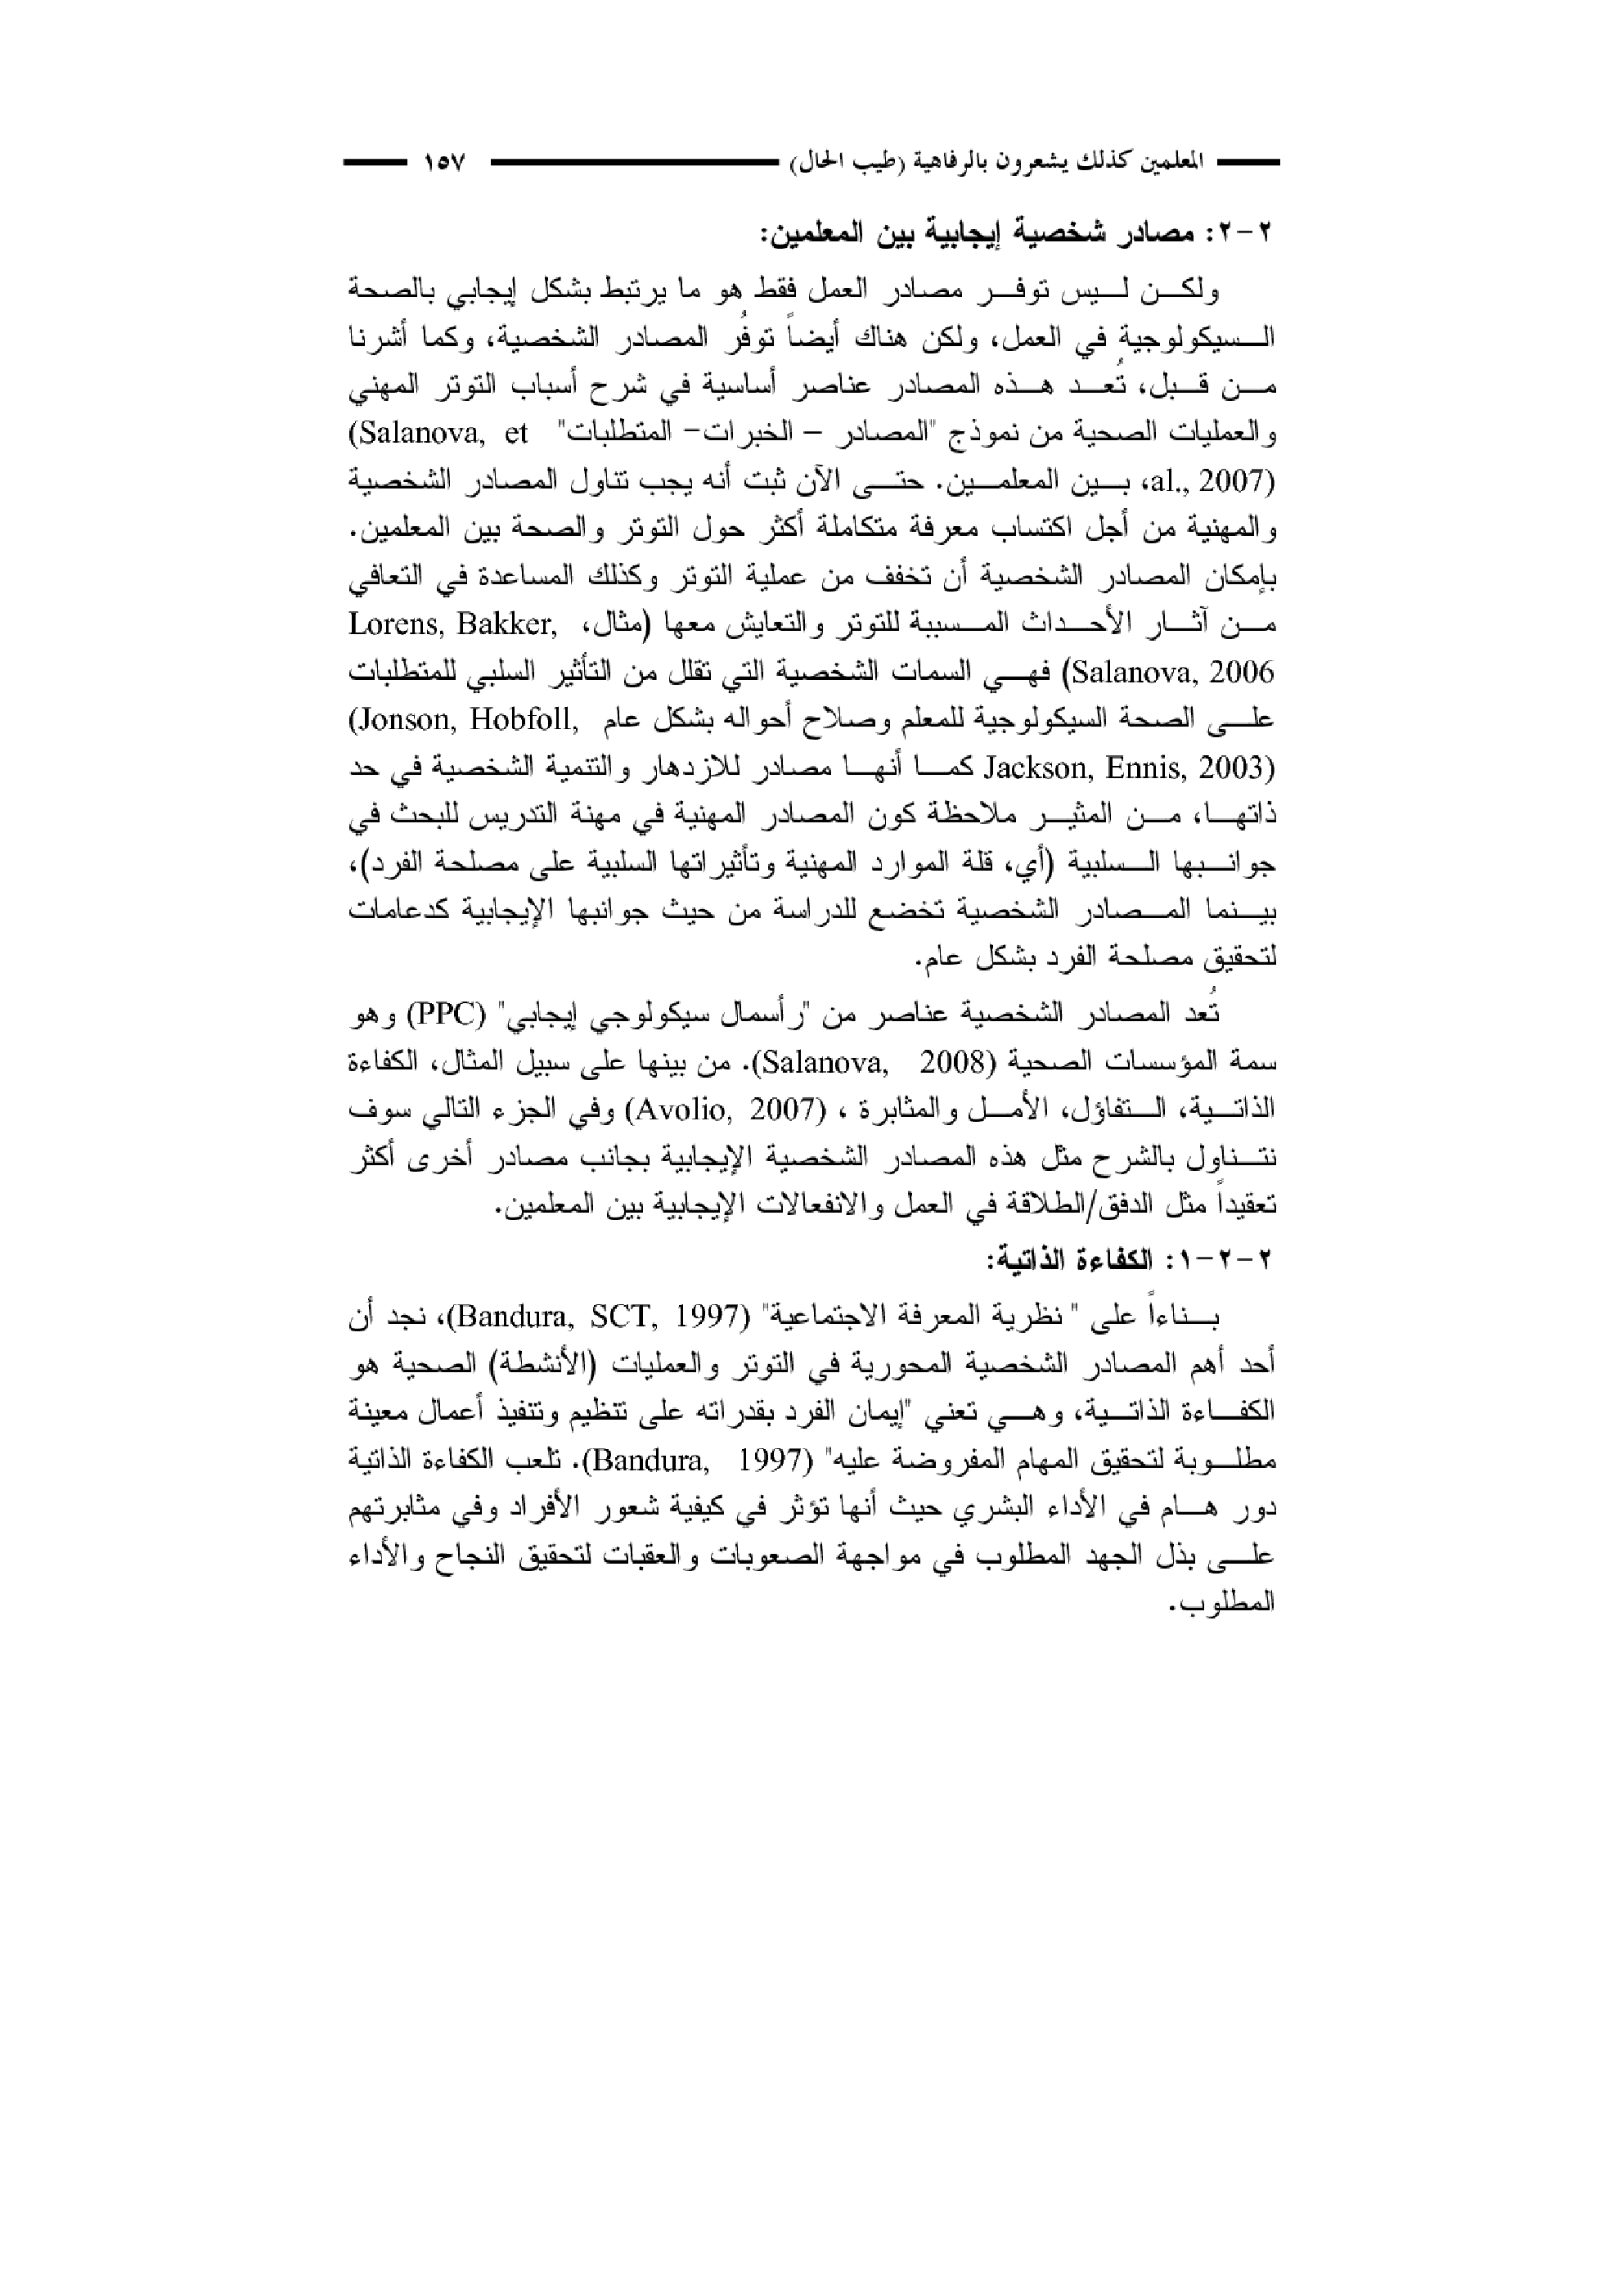 المعلمين كذلك يشعرون بالرفاهية (طيب الحال) ١٥٧
٢-٢: مصادر شخصية إيجابية بين المعلمين:
ولكن ليس توفر مصادر العمل فقط هو ما يرتبط بشكل إيجابي بالصحة
السيكولوجية في العمل، ولكن هناك أيضاً توفُر المصادر الشخصية، وكما أشرنا
من قبل، تُعد هذه المصادر عناصر أساسية في شرح أسباب التوتر المهني
والعمليات الصحية من نموذج "المصادر – الخبرات– المتطلبات" (Salanova, et
al., 2007)، بين المعلمين. حتى الآن ثبت أنه يجب تناول المصادر الشخصية
والمهنية من أجل اكتساب معرفة متكاملة أكثر حول التوتر والصحة بين المعلمين.
بإمكان المصادر الشخصية أن تخفف من عملية التوتر وكذلك المساعدة في التعافي
من آثار الأحداث المسببة للتوتر والتعايش معها (مثال، Lorens, Bakker,
Salanova, 2006) فهي السمات الشخصية التي تقلل من التأثير السلبي للمتطلبات
على الصحة السيكولوجية للمعلم وصلاح أحواله بشكل عام (Jonson, Hobfoll,
Jackson, Ennis, 2003) كما أنها مصادر للازدهار والتنمية الشخصية في حد
ذاتها، من المثير ملاحظة كون المصادر المهنية في مهنة التدريس للبحث في
جوانبها السلبية (أي، قلة الموارد المهنية وتأثيراتها السلبية على مصلحة الفرد)،
بينما المصادر الشخصية تخضع للدراسة من حيث جوانبها الإيجابية كدعامات
لتحقيق مصلحة الفرد بشكل عام.
تُعد المصادر الشخصية عناصر من "رأسمال سيكولوجي إيجابي" (PPC) وهو
سمة المؤسسات الصحية (Salanova, 2008). من بينها على سبيل المثال، الكفاءة
الذاتية، التفاؤل، الأمل والمثابرة ، (Avolio, 2007) وفي الجزء التالي سوف
نتناول بالشرح مثل هذه المصادر الشخصية الإيجابية بجانب مصادر أخرى أكثر
تعقيداً مثل الدفق/الطلاقة في العمل والانفعالات الإيجابية بين المعلمين.
٢-٢-١: الكفاءة الذاتية:
بناءاً على " نظرية المعرفة الاجتماعية" (Bandura, SCT, 1997)، نجد أن
أحد أهم المصادر الشخصية المحورية في التوتر والعمليات (الأنشطة) الصحية هو
الكفاءة الذاتية، وهي تعني "إيمان الفرد بقدراته على تنظيم وتنفيذ أعمال معينة
مطلوبة لتحقيق المهام المفروضة عليه" (Bandura, 1997). تلعب الكفاءة الذاتية
دور هام في الأداء البشري حيث أنها تؤثر في كيفية شعور الأفراد وفي مثابرتهم
على بذل الجهد المطلوب في مواجهة الصعوبات والعقبات لتحقيق النجاح والأداء
المطلوب.